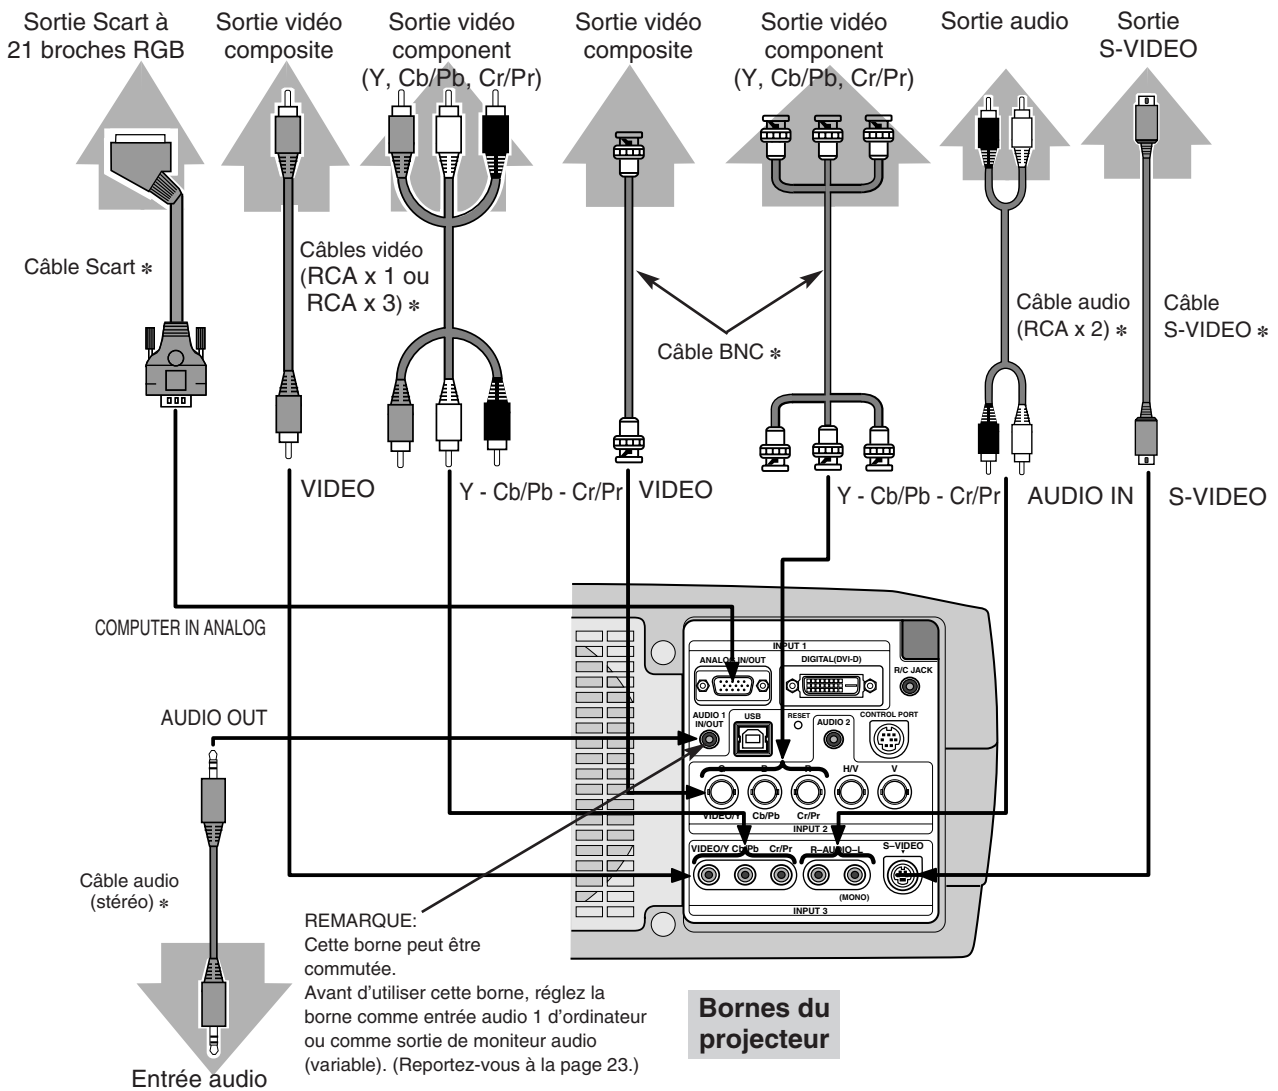 Sortie Scart à
21 broches RGB
Sortie vidéo
composite
Sortie vidéo
component
(Y, Cb/Pb, Cr/Pr)
Sortie vidéo
composite
Sortie vidéo
component
(Y, Cb/Pb, Cr/Pr)
Sortie audio
Sortie
S-VIDEO
Câble Scart *
Câbles vidéo
(RCA x 1 ou
RCA x 3) *
Câble BNC *
Câble audio
(RCA x 2) *
Câble
S-VIDEO *
VIDEO
Y - Cb/Pb - Cr/Pr
VIDEO
Y - Cb/Pb - Cr/Pr
AUDIO IN
S-VIDEO
COMPUTER IN ANALOG
INPUT 1
ANALOG IN/OUT
DIGITAL(DVI-D)
R/C JACK
AUDIO OUT
AUDIO 1
IN/OUT
USB
RESET
AUDIO 2
CONTROL PORT
G
B
R
H/V
V
VIDEO/Y
Cb/Pb
Cr/Pr
INPUT 2
VIDEO/Y
Cb/Pb
Cr/Pr
R–AUDIO–L
S–VIDEO
(MONO)
INPUT 3
Câble audio
(stéréo) *
REMARQUE:
Cette borne peut être
commutée.
Avant d'utiliser cette borne, réglez la
borne comme entrée audio 1 d'ordinateur
ou comme sortie de moniteur audio
(variable). (Reportez-vous à la page 23.)
Bornes du
projecteur
Entrée audio